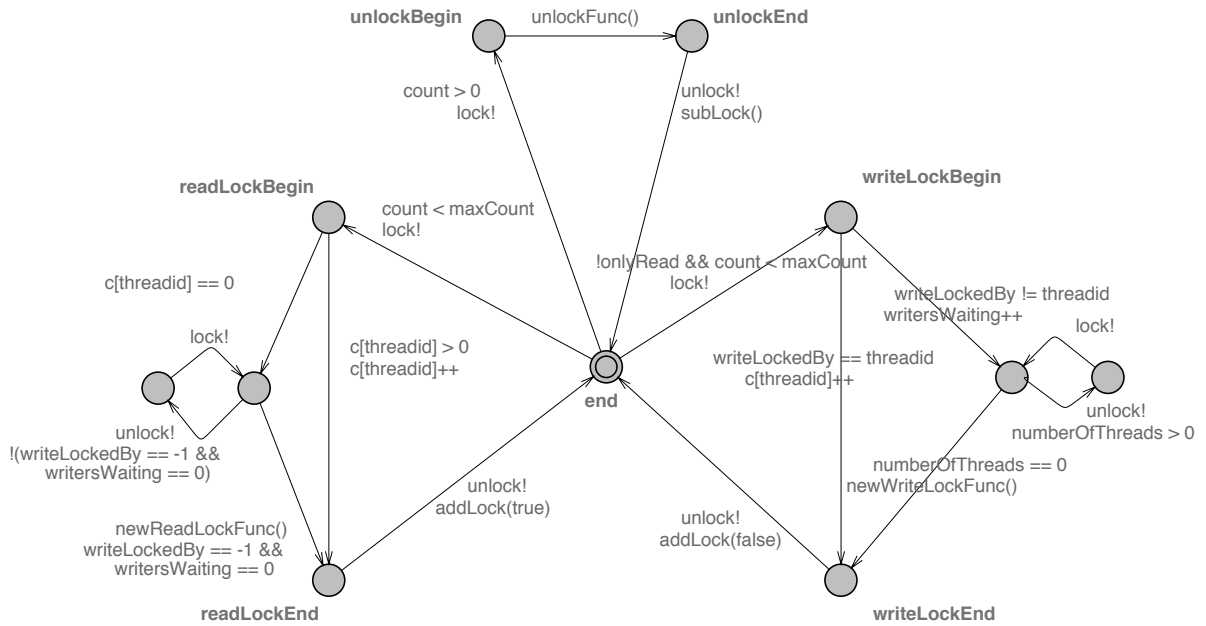 unlockBegin
unlockFunc()
unlockEnd
count > 0
lock!
unlock!
subLock()
readLockBegin
count < maxCount
lock!
writeLockBegin
!onlyRead && count < maxCount
lock!
c[threadid] == 0
writeLockedBy != threadid
writersWaiting++
lock!
lock!
c[threadid] > 0
c[threadid]++
writeLockedBy == threadid
c[threadid]++
end
unlock!
!(writeLockedBy == -1 &&
writersWaiting == 0)
unlock!
numberOfThreads > 0
numberOfThreads == 0
newWriteLockFunc()
unlock!
addLock(true)
unlock!
addLock(false)
newReadLockFunc()
writeLockedBy == -1 &&
writersWaiting == 0
readLockEnd
writeLockEnd